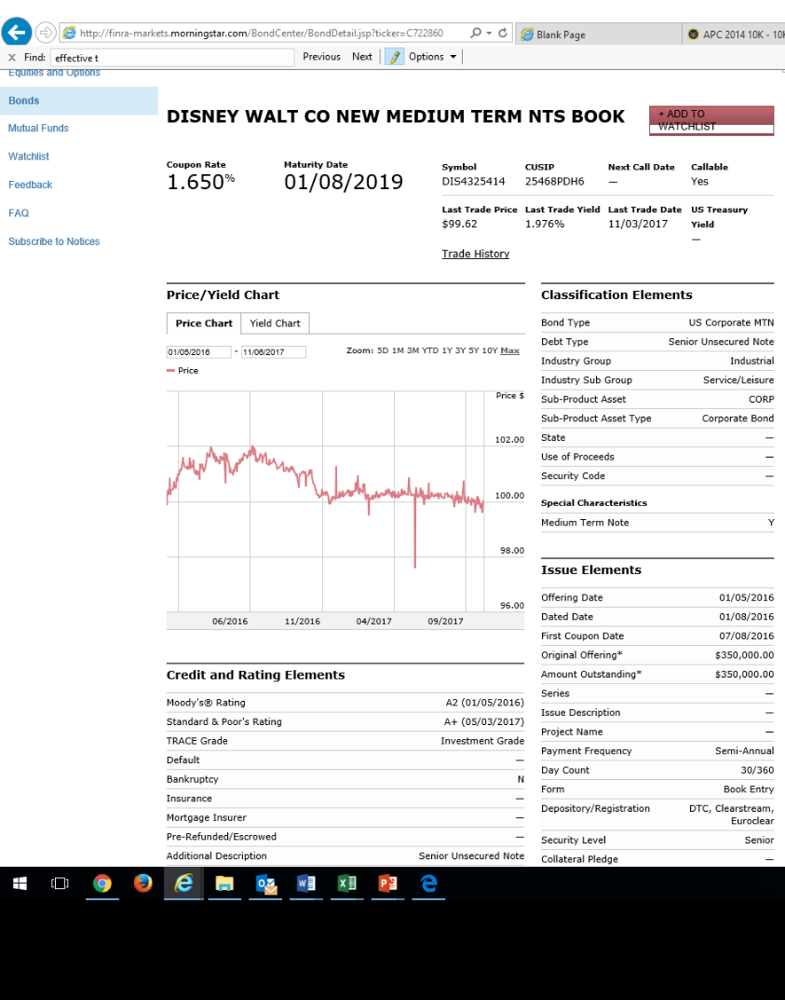 http://finra-markets.morningstar.com/BondCenter/BondDetail.jsp?ticker=C722860
Blank Page
APC 2014 10K - 10K
X Find: effective t Previous Next Options
Equities and Options
Bonds
Mutual Funds
Watchlist
Feedback
FAQ
Subscribe to Notices
DISNEY WALT CO NEW MEDIUM TERM NTS BOOK
+ ADD TO
WATCHLIST
Coupon Rate Maturity Date
1.650% 01/08/2019
Symbol CUSIP Next Call Date Callable
DIS4325414 25468PDH6 — Yes
Last Trade Price Last Trade Yield Last Trade Date US Treasury
Yield
$99.62 1.976% 11/03/2017
—
Trade History
Price/Yield Chart
Price Chart Yield Chart
01/05/2016 - 11/06/2017 Zoom: 5D 1M 3M YTD 1Y 3Y 5Y 10Y Max
Price
Price $
102.00
100.00
98.00
96.00
06/2016 11/2016 04/2017 09/2017
Credit and Rating Elements
Moody's® Rating A2 (01/05/2016)
Standard & Poor's Rating A+ (05/03/2017)
TRACE Grade Investment Grade
Default —
Bankruptcy N
Insurance —
Mortgage Insurer —
Pre-Refunded/Escrowed —
Additional Description Senior Unsecured Note
Classification Elements
Bond Type US Corporate MTN
Debt Type Senior Unsecured Note
Industry Group Industrial
Industry Sub Group Service/Leisure
Sub-Product Asset CORP
Sub-Product Asset Type Corporate Bond
State —
Use of Proceeds —
Security Code —
Special Characteristics
Medium Term Note Y
Issue Elements
Offering Date 01/05/2016
Dated Date 01/08/2016
First Coupon Date 07/08/2016
Original Offering* $350,000.00
Amount Outstanding* $350,000.00
Series —
Issue Description —
Project Name —
Payment Frequency Semi-Annual
Day Count 30/360
Form Book Entry
Depository/Registration DTC, Clearstream,
Euroclear
Security Level Senior
Collateral Pledge —